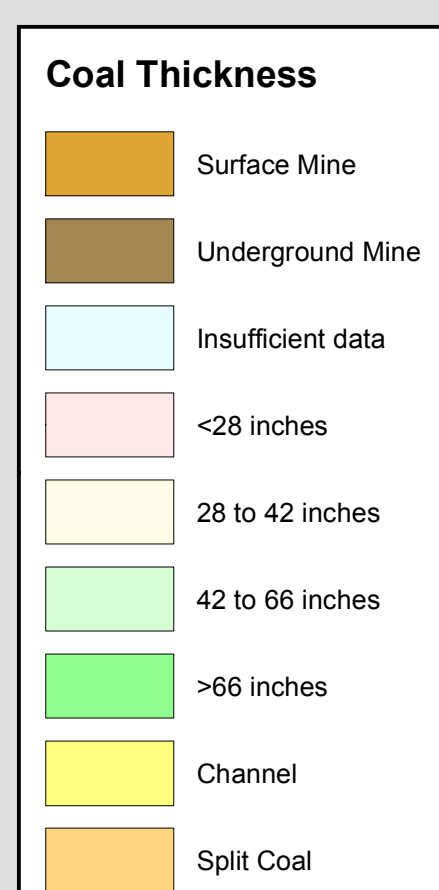 Coal Thickness
Surface Mine
Underground Mine
Insufficient data
<28 inches
28 to 42 inches
42 to 66 inches
>66 inches
Channel
Split Coal